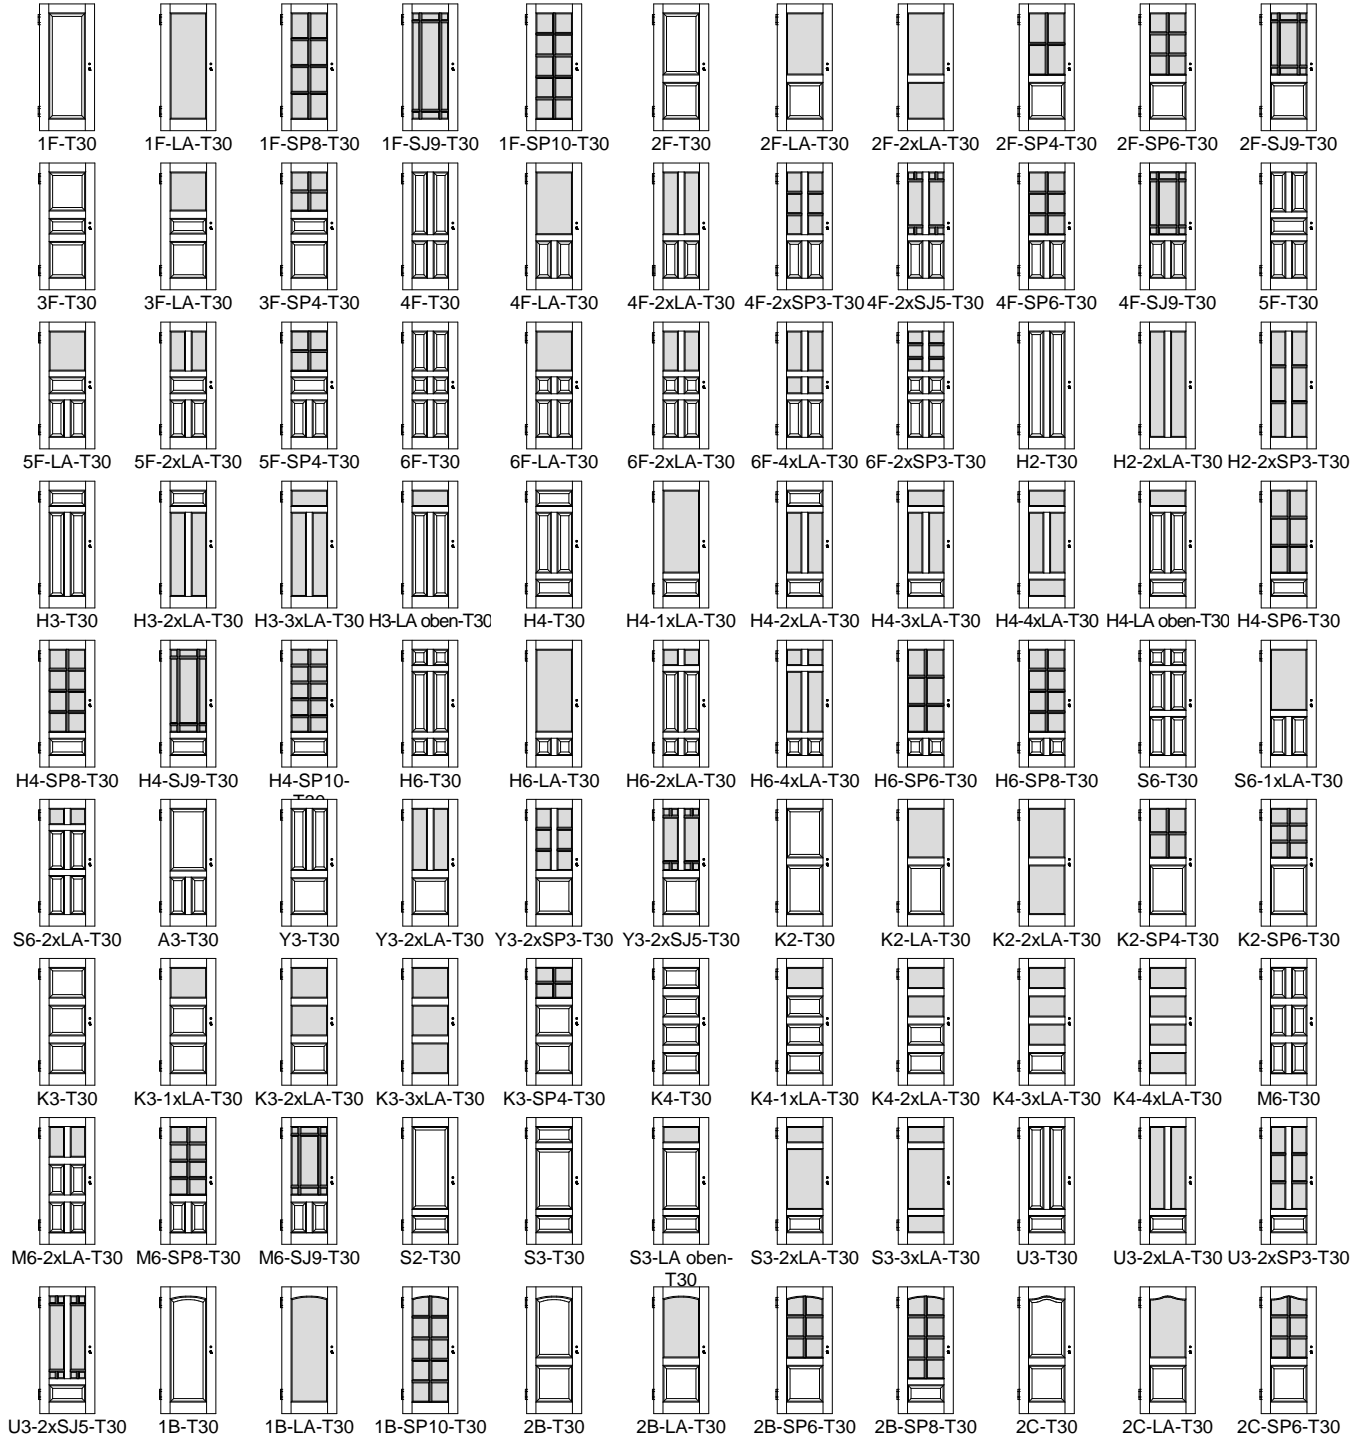 1F-T30 1F-LA-T30 1F-SP8-T30 1F-SJ9-T30 1F-SP10-T30 2F-T30 2F-LA-T30 2F-2xLA-T30 2F-SP4-T30 2F-SP6-T30 2F-SJ9-T30
3F-T30 3F-LA-T30 3F-SP4-T30 4F-T30 4F-LA-T30 4F-2xLA-T30 4F-2xSP3-T30 4F-2xSJ5-T30 4F-SP6-T30 4F-SJ9-T30 5F-T30
5F-LA-T30 5F-2xLA-T30 5F-SP4-T30 6F-T30 6F-LA-T30 6F-2xLA-T30 6F-4xLA-T30 6F-2xSP3-T30 H2-T30 H2-2xLA-T30 H2-2xSP3-T30
H3-T30 H3-2xLA-T30 H3-3xLA-T30 H3-LA oben-T30 H4-T30 H4-1xLA-T30 H4-2xLA-T30 H4-3xLA-T30 H4-4xLA-T30 H4-LA oben-T30 H4-SP6-T30
H4-SP8-T30 H4-SJ9-T30 H4-SP10- H6-T30 H6-LA-T30 H6-2xLA-T30 H6-4xLA-T30 H6-SP6-T30 H6-SP8-T30 S6-T30 S6-1xLA-T30
T30
S6-2xLA-T30 A3-T30 Y3-T30 Y3-2xLA-T30 Y3-2xSP3-T30 Y3-2xSJ5-T30 K2-T30 K2-LA-T30 K2-2xLA-T30 K2-SP4-T30 K2-SP6-T30
K3-T30 K3-1xLA-T30 K3-2xLA-T30 K3-3xLA-T30 K3-SP4-T30 K4-T30 K4-1xLA-T30 K4-2xLA-T30 K4-3xLA-T30 K4-4xLA-T30 M6-T30
M6-2xLA-T30 M6-SP8-T30 M6-SJ9-T30 S2-T30 S3-T30 S3-LA oben- S3-2xLA-T30 S3-3xLA-T30 U3-T30 U3-2xLA-T30 U3-2xSP3-T30
T30
U3-2xSJ5-T30 1B-T30 1B-LA-T30 1B-SP10-T30 2B-T30 2B-LA-T30 2B-SP6-T30 2B-SP8-T30 2C-T30 2C-LA-T30 2C-SP6-T30